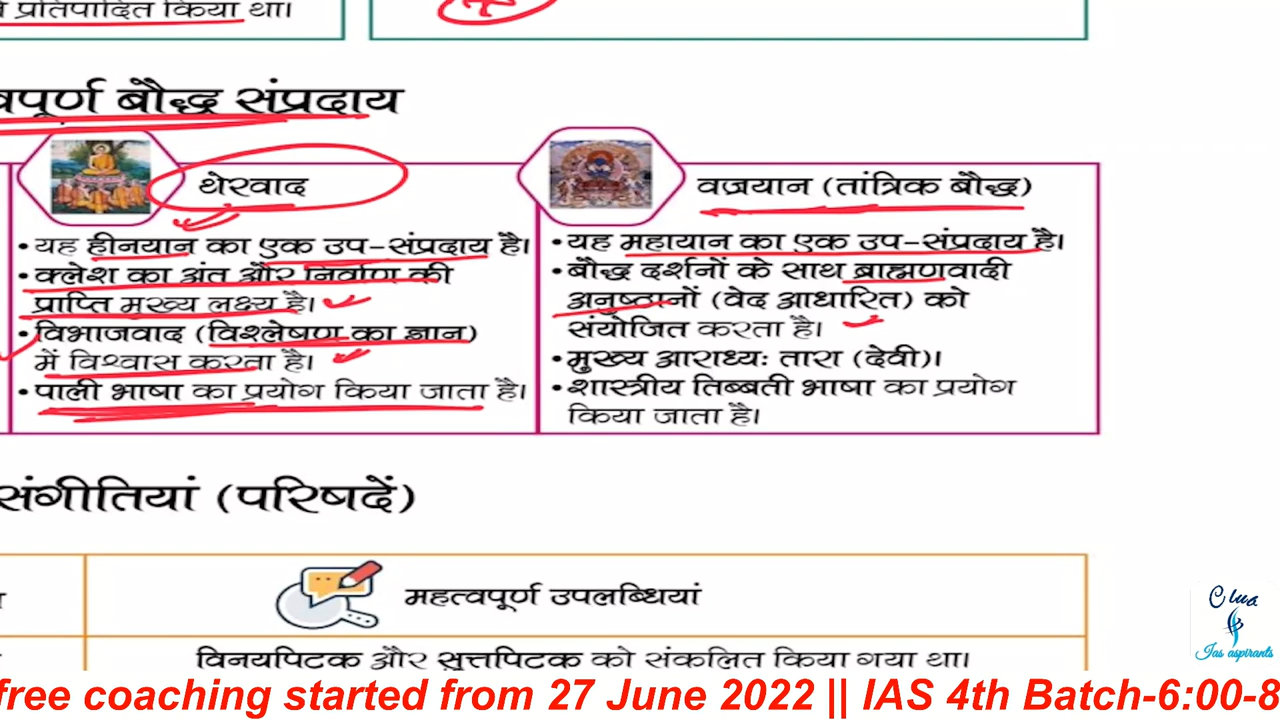 प्रतिपादित किया था।
बौद्ध संप्रदाय
थेरवाद
• यह हीनयान का एक उप-संप्रदाय है।
• क्लेश का अंत और निर्वाण की
प्राप्ति मुख्य लक्ष्य है।
• विभाजवाद (विश्लेषण का ज्ञान)
में विश्वास करता है।
• पाली भाषा का प्रयोग किया जाता है।
वज्रयान (तांत्रिक बौद्ध)
• यह महायान का एक उप-संप्रदाय है।
• बौद्ध दर्शनों के साथ ब्राह्मणवादी
अनुष्ठानों (वेद आधारित) को
संयोजित करता है।
• मुख्य आराध्यः तारा (देवी)।
• शास्त्रीय तिब्बती भाषा का प्रयोग
किया जाता है।
संगीतियां (परिषदें)
महत्वपूर्ण उपलब्धियां
विनयपिटक और सुत्तपिटक को संकलित किया गया था।
Ias aspirants
free coaching started from 27 June 2022 || IAS 4th Batch-6:00-8